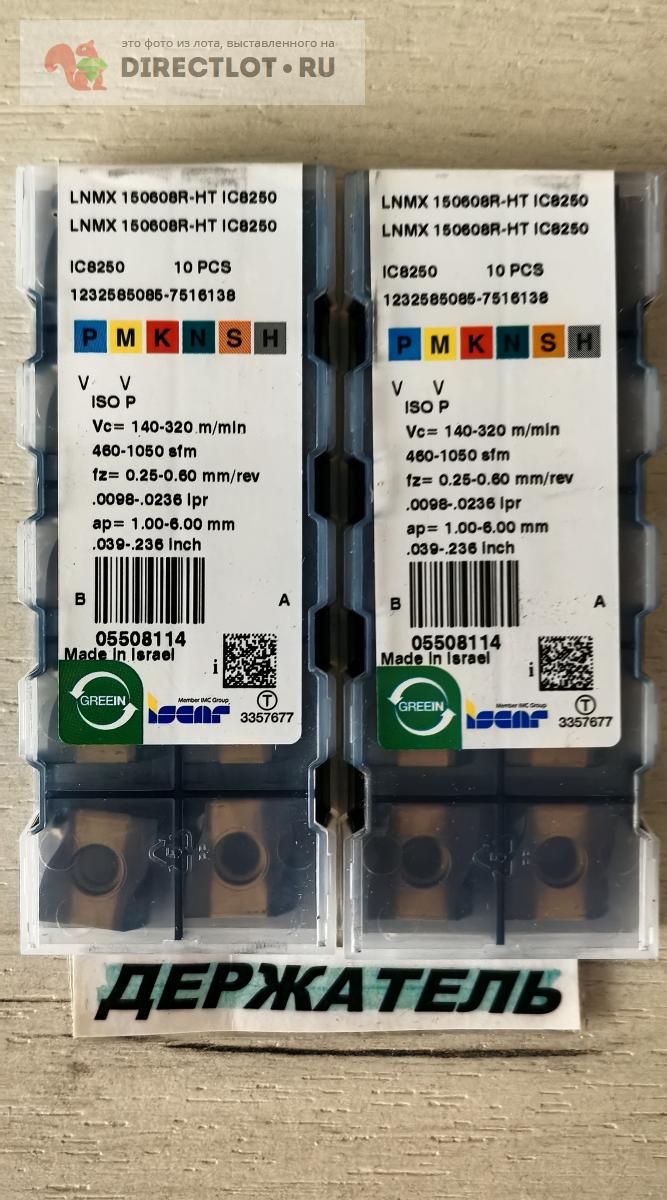 это фото из лота, выставленного на
DIRECTLOT.RU
LNMX 150608R-HT IC8250
LNMX 150608R-HT IC8250
IC8250 10 PCS
1232585085-7516138
P M K N S H
V V
ISO P
Vc= 140-320 m/min
460-1050 sfm
fz= 0.25-0.60 mm/rev
.0098-.0236 ipr
ap= 1.00-6.00 mm
.039-.236 inch
B A
05508114
Made in Israel
i
GREEIN
Member IMC Group
iscar
T
3357677
LNMX 150608R-HT IC8250
LNMX 150608R-HT IC8250
IC8250 10 PCS
1232585085-7516138
P M K N S H
V V
ISO P
Vc= 140-320 m/min
460-1050 sfm
fz= 0.25-0.60 mm/rev
.0098-.0236 ipr
ap= 1.00-6.00 mm
.039-.236 inch
B A
05508114
Made in Israel
i
GREEIN
Member IMC Group
iscar
T
3357677
ДЕРЖАТЕЛЬ